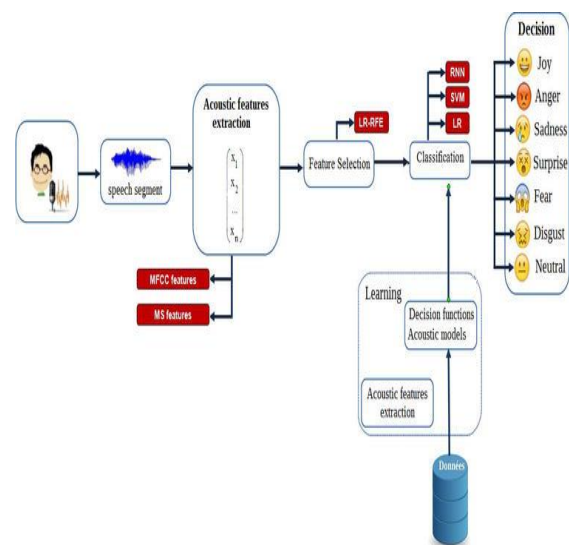 Decision
Joy
Anger
Sadness
Surprise
Fear
Disgust
Neutral
RNN
SVM
LR
Classification
LR-RFE
Feature Selection
Acoustic features
extraction
x1
x2
...
xn
speech segment
MFCC features
MS features
Learning
Decision functions
Acoustic models
Acoustic features
extraction
Données